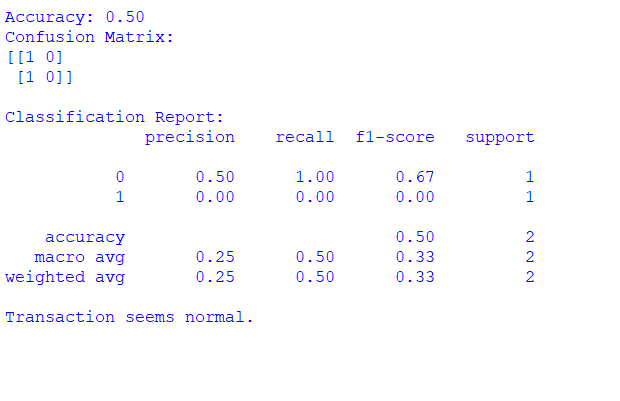 Accuracy: 0.50
Confusion Matrix:
[[1 0]
 [1 0]]
Classification Report:
              precision    recall  f1-score   support
           0       0.50      1.00      0.67         1
           1       0.00      0.00      0.00         1
    accuracy                           0.50         2
   macro avg       0.25      0.50      0.33         2
weighted avg       0.25      0.50      0.33         2
Transaction seems normal.